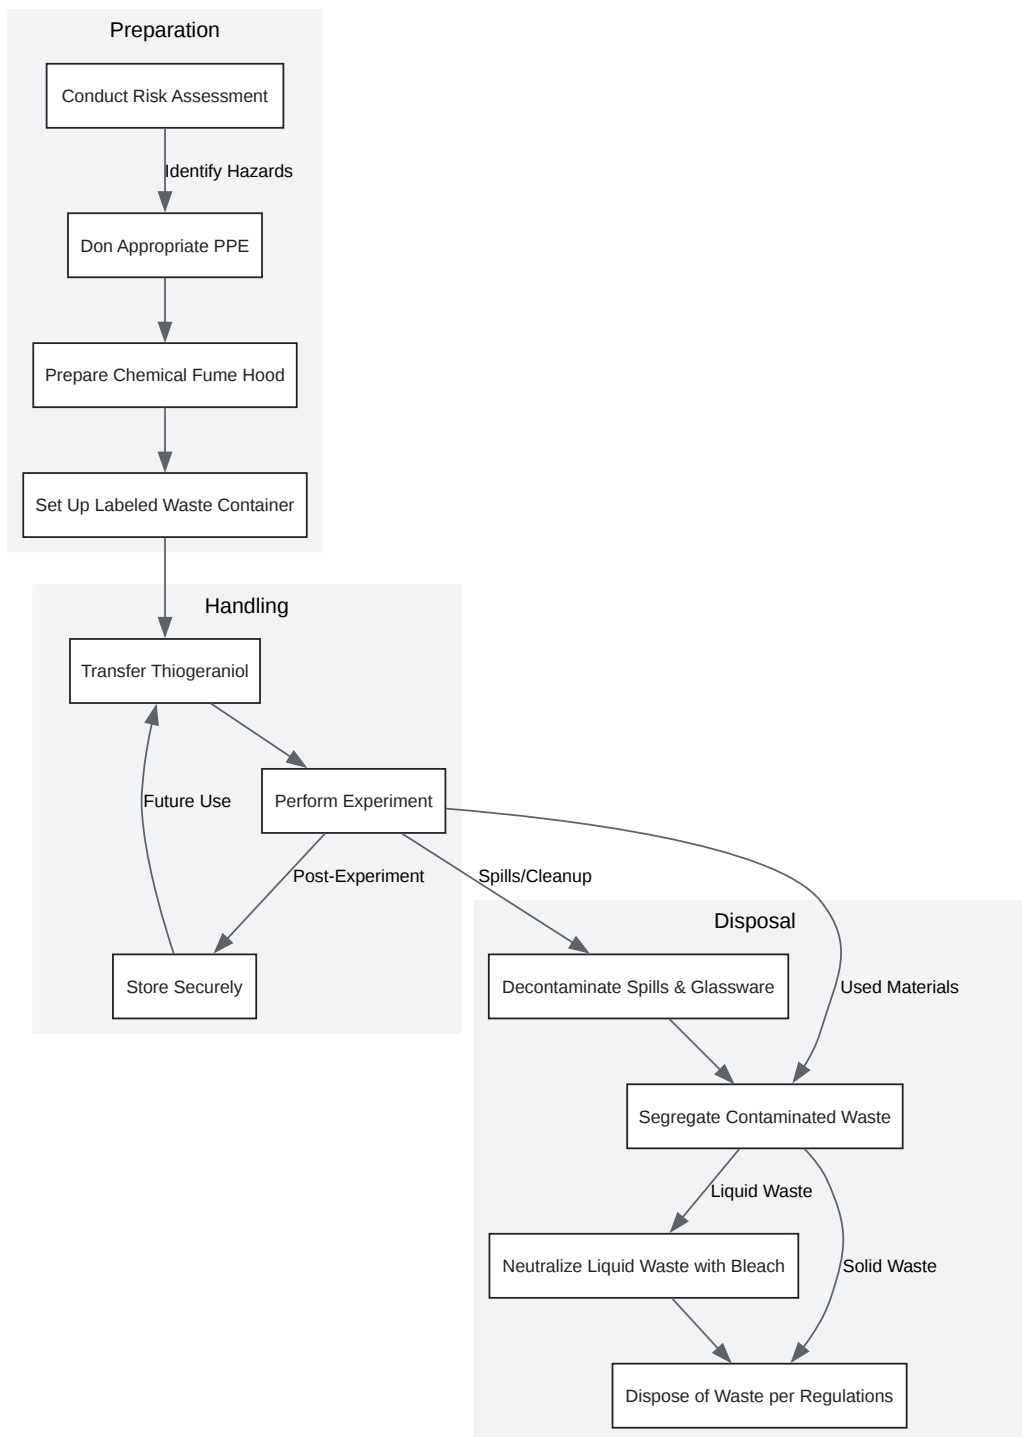 Preparation
Conduct Risk Assessment
Identify Hazards
Don Appropriate PPE
Prepare Chemical Fume Hood
Set Up Labeled Waste Container
Handling
Transfer Thiogeraniol
Perform Experiment
Future Use
Post-Experiment
Spills/Cleanup
Store Securely
Disposal
Decontaminate Spills & Glassware
Used Materials
Segregate Contaminated Waste
Liquid Waste
Neutralize Liquid Waste with Bleach
Solid Waste
Dispose of Waste per Regulations